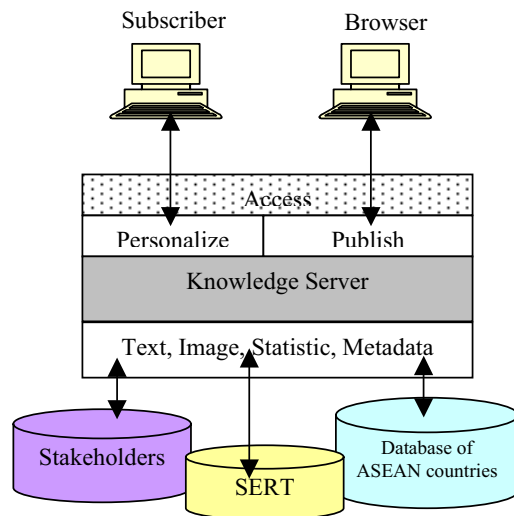 Subscriber
Browser
Access
Personalize
Publish
Knowledge Server
Text, Image, Statistic, Metadata
Stakeholders
SERT
Database of
ASEAN countries